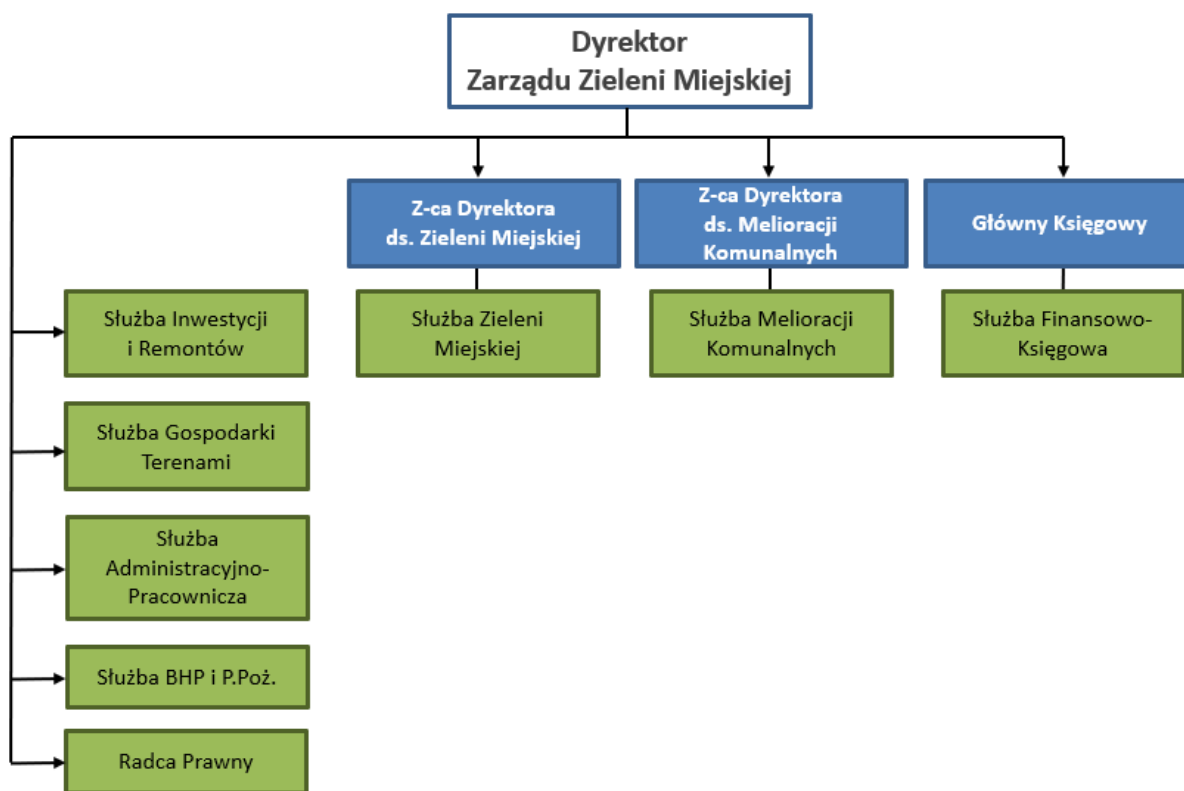 Dyrektor
Zarządu Zieleni Miejskiej
Z-ca Dyrektora
ds. Zieleni Miejskiej
Z-ca Dyrektora
ds. Melioracji
Komunalnych
Główny Księgowy
Służba Inwestycji
i Remontów
Służba Zieleni
Miejskiej
Służba Melioracji
Komunalnych
Służba Finansowo-
Księgowa
Służba Gospodarki
Terenami
Służba
Administracyjno-
Pracownicza
Służba BHP i P.Poż.
Radca Prawny